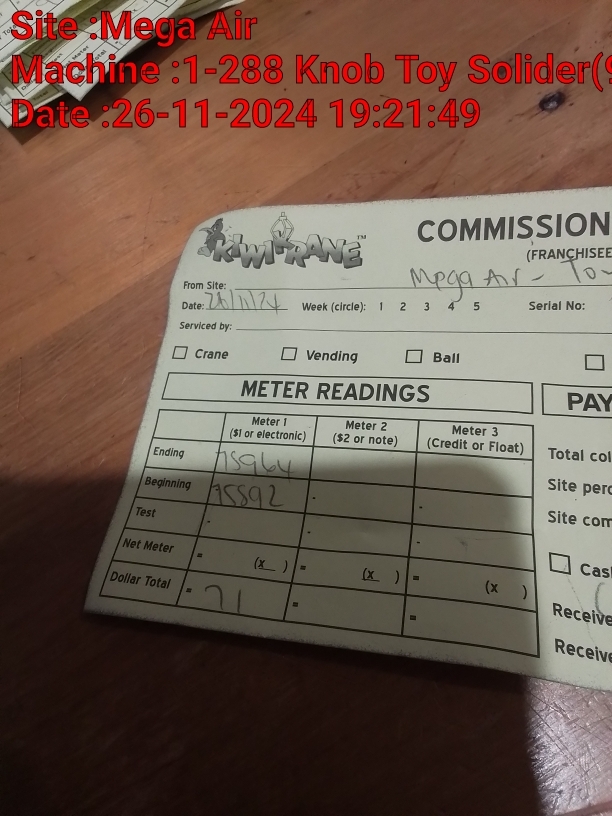 Site :Mega Air
Machine :1-288 Knob Toy Solider(9
Date :26-11-2024 19:21:49
KIWI KRANE™
COMMISSION
(FRANCHISEE
From Site: Mega Air - To
Date: 26/11/24 Week (circle): 1 2 3 4 5 Serial No:
Serviced by:
Crane Vending Ball
METER READINGS
PAY
Meter 1 Meter 2 Meter 3
($1 or electronic) ($2 or note) (Credit or Float)
Ending 75964
Beginning - 75592 - -
Test - - -
Net Meter = (x ) = (x ) = (x )
Dollar Total = 71 = =
Total col
Site perc
Site com
Cas
Receive
Receive